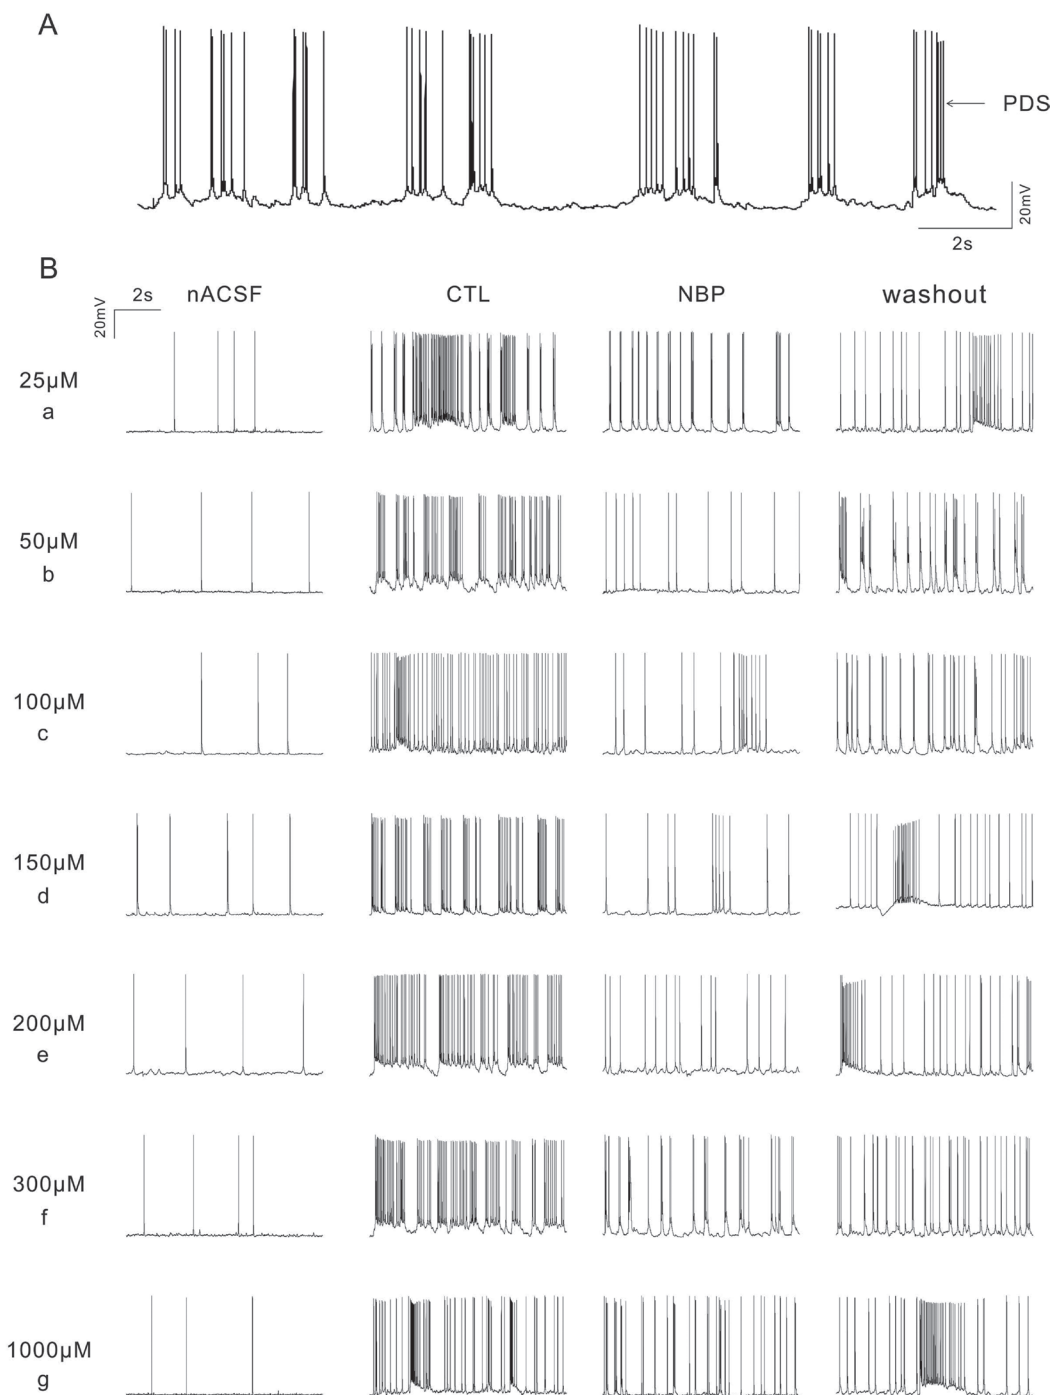 A
PDS
20mV
2s
B
20mV
2s
nACSF
CTL
NBP
washout
25μM
a
50μM
b
100μM
c
150μM
d
200μM
e
300μM
f
1000μM
g